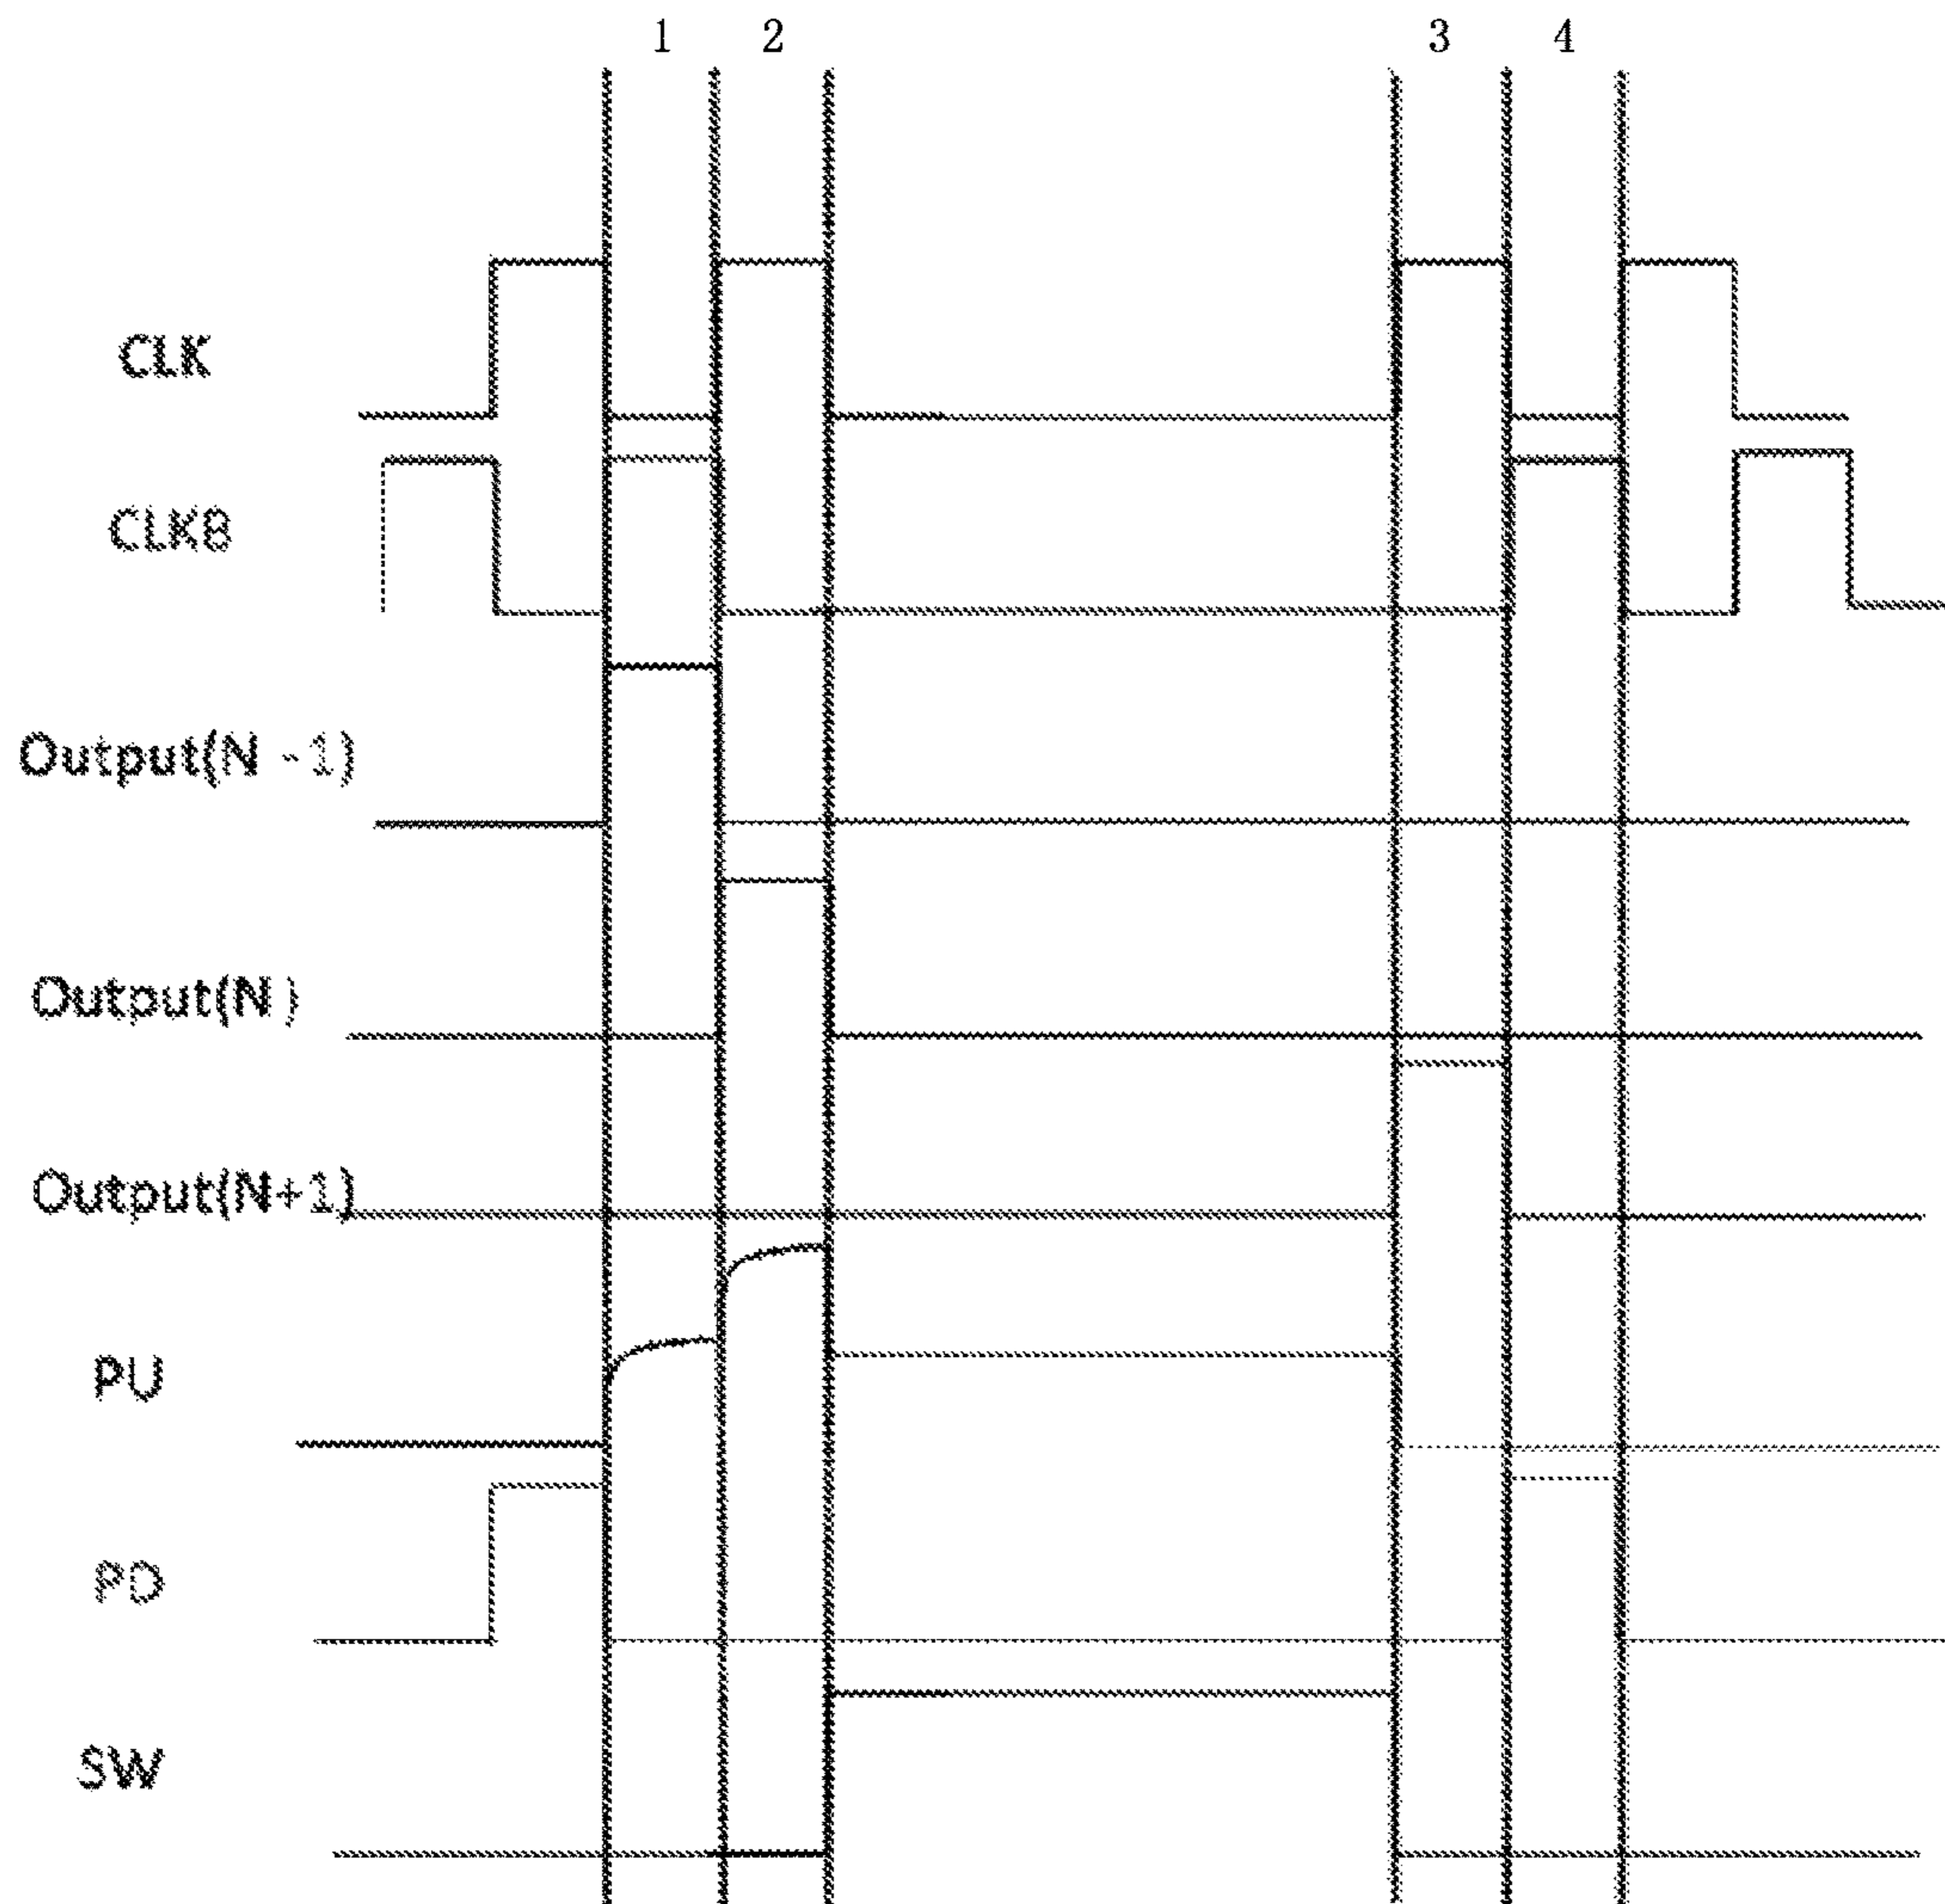 1 2 3 4
CLK
CLKB
Output(N -1)
Output(N )
Output(N+1)
PU
PD
SW